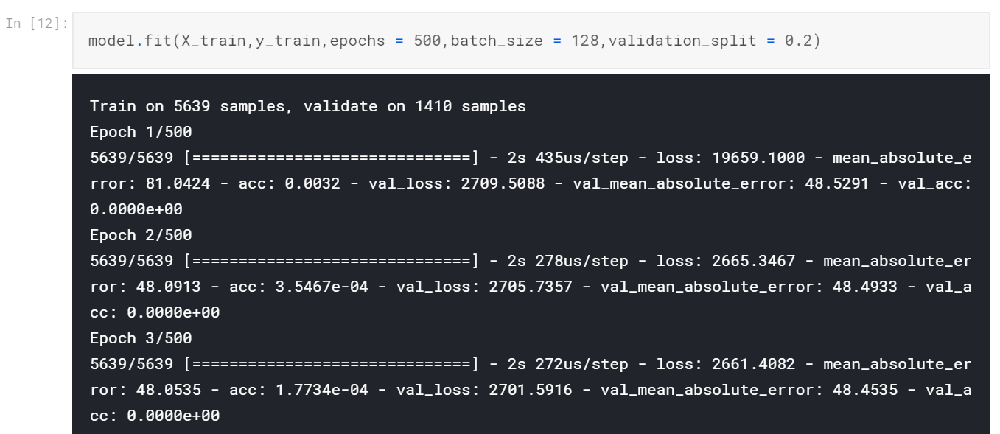 In [12]:
model.fit(X_train,y_train,epochs = 500,batch_size = 128,validation_split = 0.2)
Train on 5639 samples, validate on 1410 samples
Epoch 1/500
5639/5639 [==============================] - 2s 435us/step - loss: 19659.1000 - mean_absolute_e
rror: 81.0424 - acc: 0.0032 - val_loss: 2709.5088 - val_mean_absolute_error: 48.5291 - val_acc:
0.0000e+00
Epoch 2/500
5639/5639 [==============================] - 2s 278us/step - loss: 2665.3467 - mean_absolute_er
ror: 48.0913 - acc: 3.5467e-04 - val_loss: 2705.7357 - val_mean_absolute_error: 48.4933 - val_a
cc: 0.0000e+00
Epoch 3/500
5639/5639 [==============================] - 2s 272us/step - loss: 2661.4082 - mean_absolute_er
ror: 48.0535 - acc: 1.7734e-04 - val_loss: 2701.5916 - val_mean_absolute_error: 48.4535 - val_a
cc: 0.0000e+00